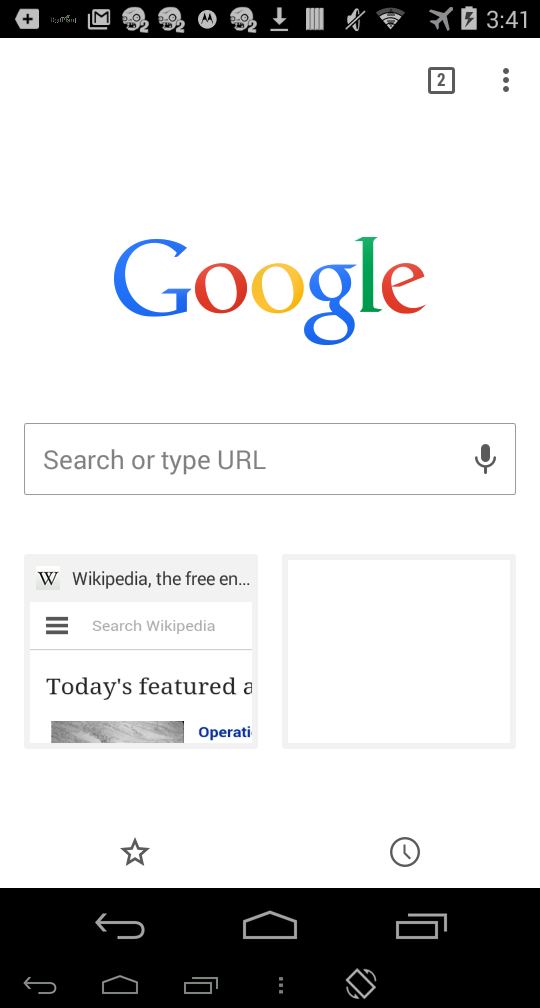 3:41
2
Google
Search or type URL
W Wikipedia, the free en...
Search Wikipedia
Today's featured a
Operati